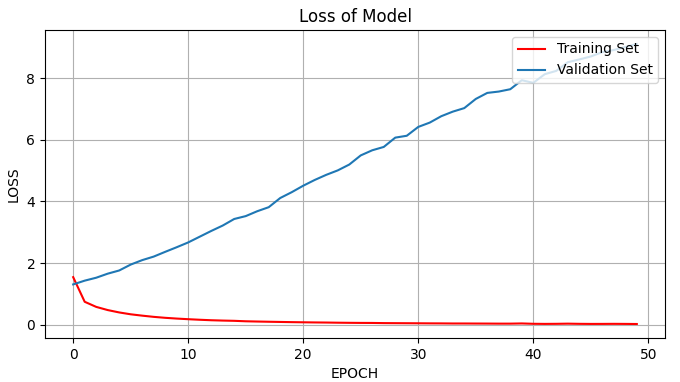 Loss of Model
Training Set
Validation Set
LOSS
8
6
4
2
0
0 10 20 30 40 50
EPOCH